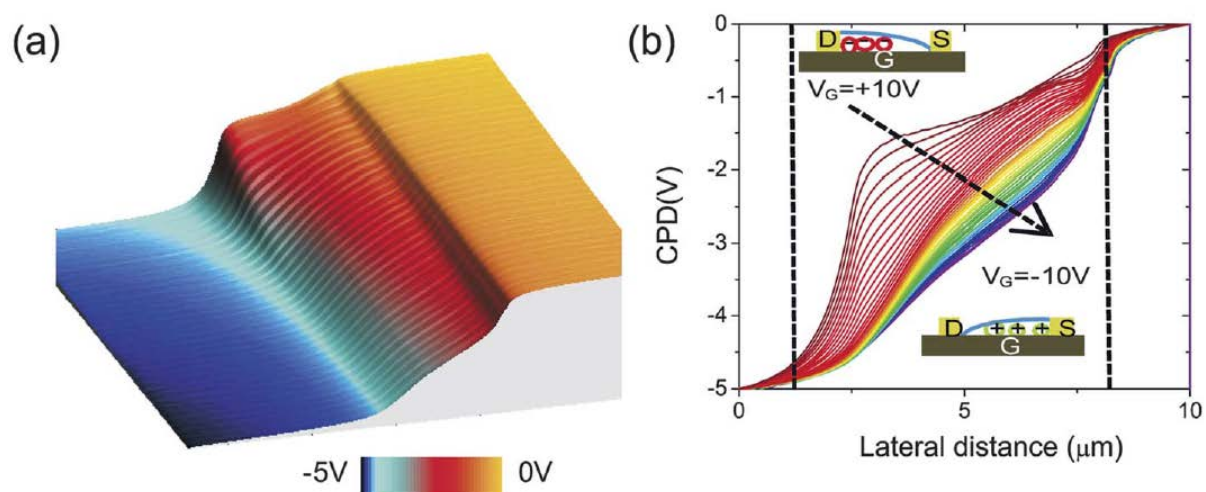 (a)
-5V
0V
(b)
CPD(V)
0
-1
-2
-3
-4
-5
D
S
G
V_G=+10V
V_G=-10V
D
+ + +
S
G
0
5
10
Lateral distance (μm)